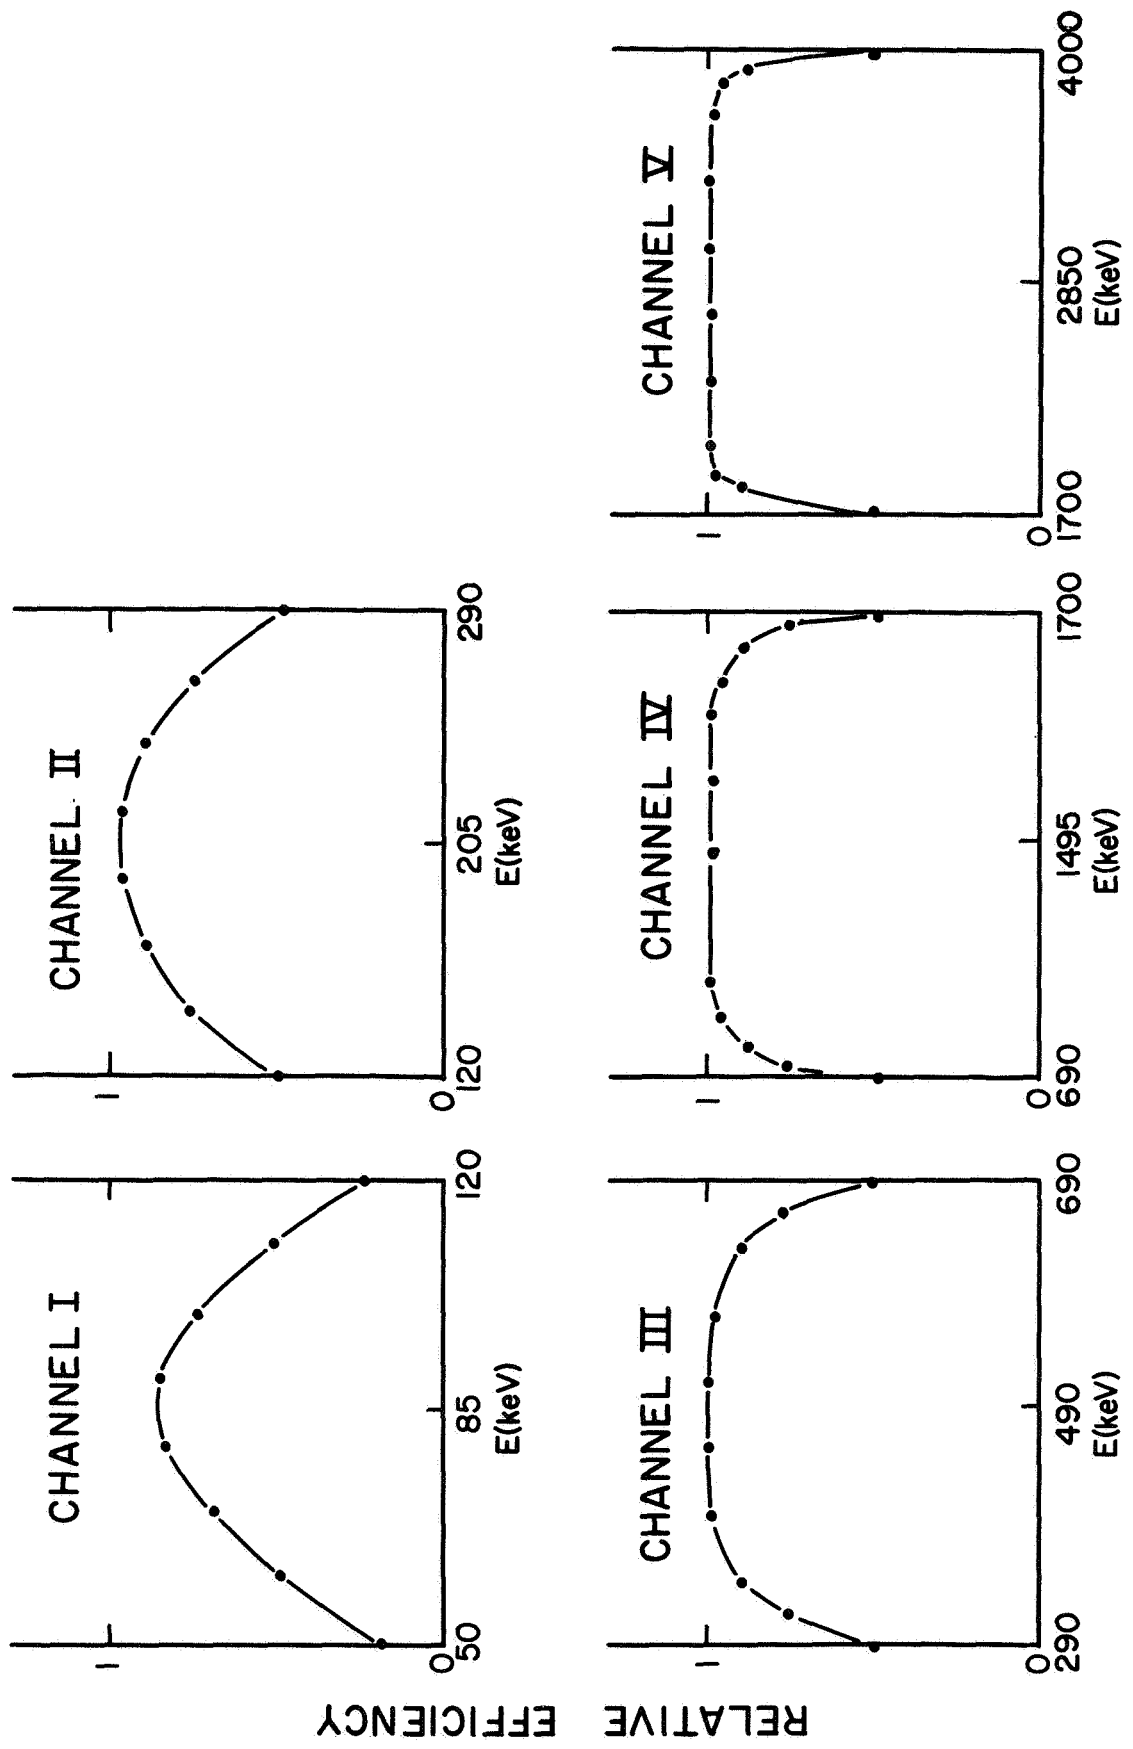 RELATIVE EFFICIENCY
CHANNEL I
1
0
50
85
120
E(keV)
CHANNEL II
1
0
120
205
290
E(keV)
CHANNEL III
1
0
290
490
690
E(keV)
CHANNEL IV
1
0
690
1495
1700
E(keV)
CHANNEL V
1
0
1700
2850
4000
E(keV)